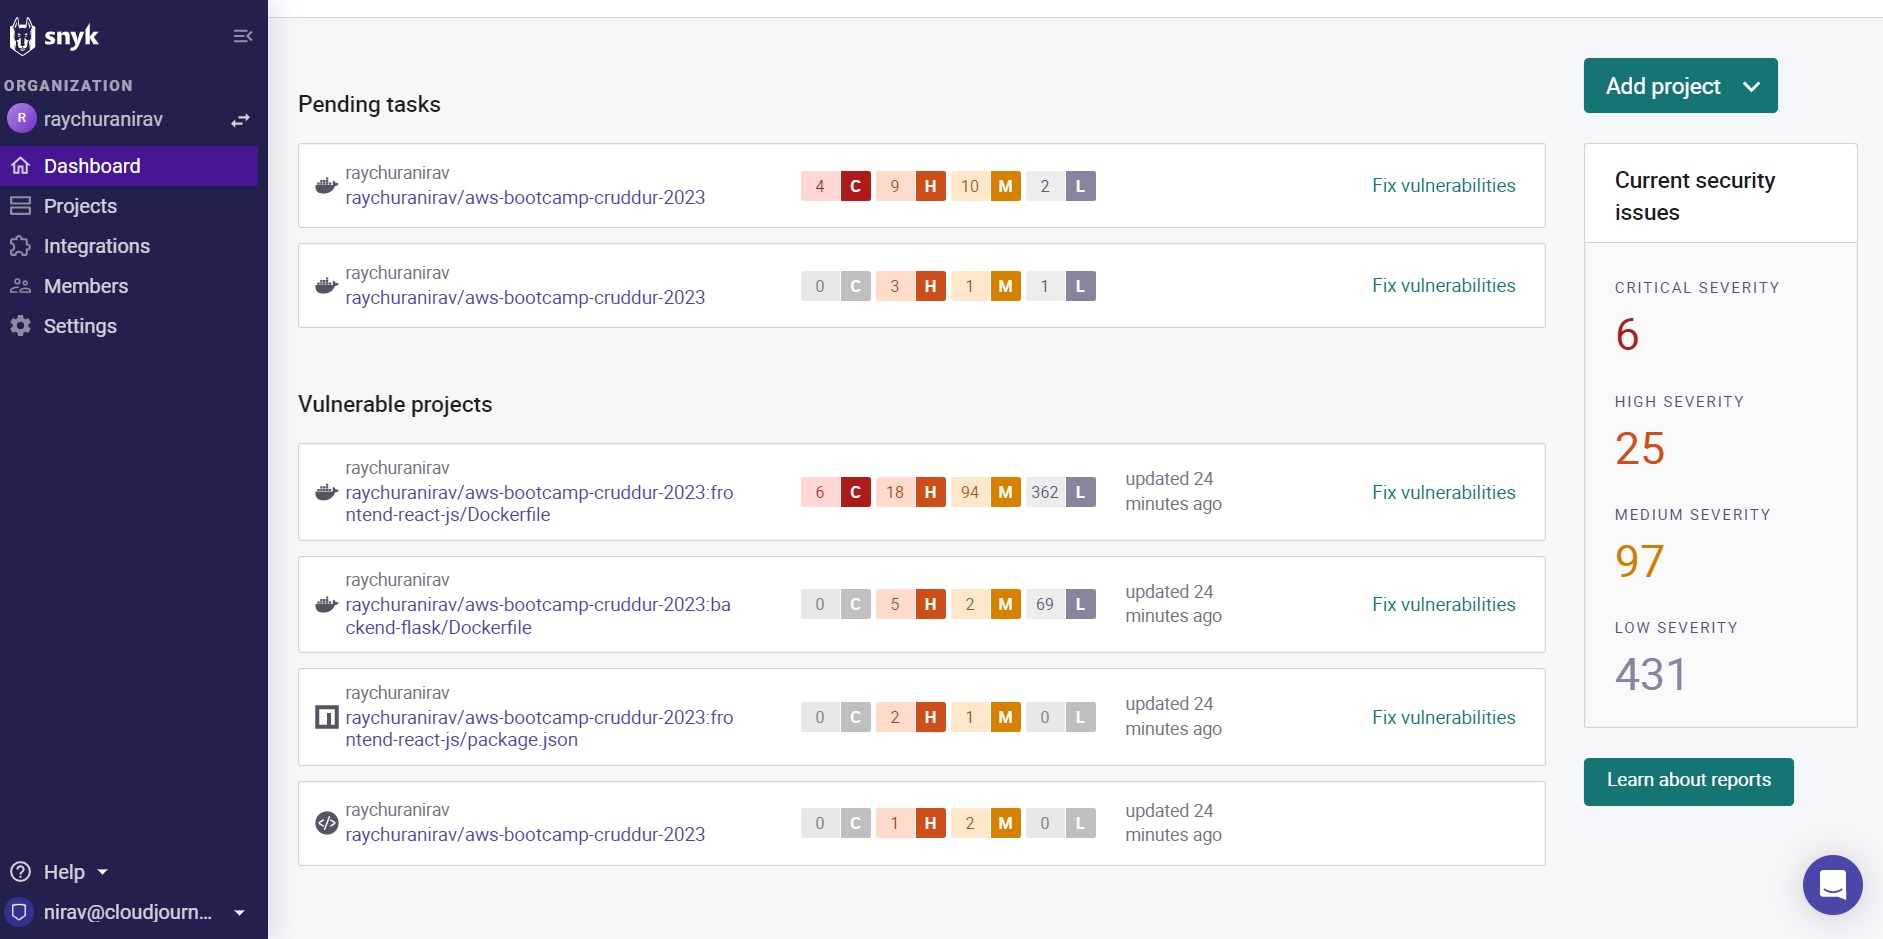 snyk
ORGANIZATION
R raychuranirav
Dashboard
Projects
Integrations
Members
Settings
Help
nirav@cloudjourn...
Pending tasks
raychuranirav
raychuranirav/aws-bootcamp-cruddur-2023
4 C 9 H 10 M 2 L
Fix vulnerabilities
raychuranirav
raychuranirav/aws-bootcamp-cruddur-2023
0 C 3 H 1 M 1 L
Fix vulnerabilities
Vulnerable projects
raychuranirav
raychuranirav/aws-bootcamp-cruddur-2023:fro
ntend-react-js/Dockerfile
6 C 18 H 94 M 362 L
updated 24
minutes ago
Fix vulnerabilities
raychuranirav
raychuranirav/aws-bootcamp-cruddur-2023:ba
ckend-flask/Dockerfile
0 C 5 H 2 M 69 L
updated 24
minutes ago
Fix vulnerabilities
raychuranirav
raychuranirav/aws-bootcamp-cruddur-2023:fro
ntend-react-js/package.json
0 C 2 H 1 M 0 L
updated 24
minutes ago
Fix vulnerabilities
raychuranirav
raychuranirav/aws-bootcamp-cruddur-2023
0 C 1 H 2 M 0 L
updated 24
minutes ago
Add project
Current security
issues
CRITICAL SEVERITY
6
HIGH SEVERITY
25
MEDIUM SEVERITY
97
LOW SEVERITY
431
Learn about reports